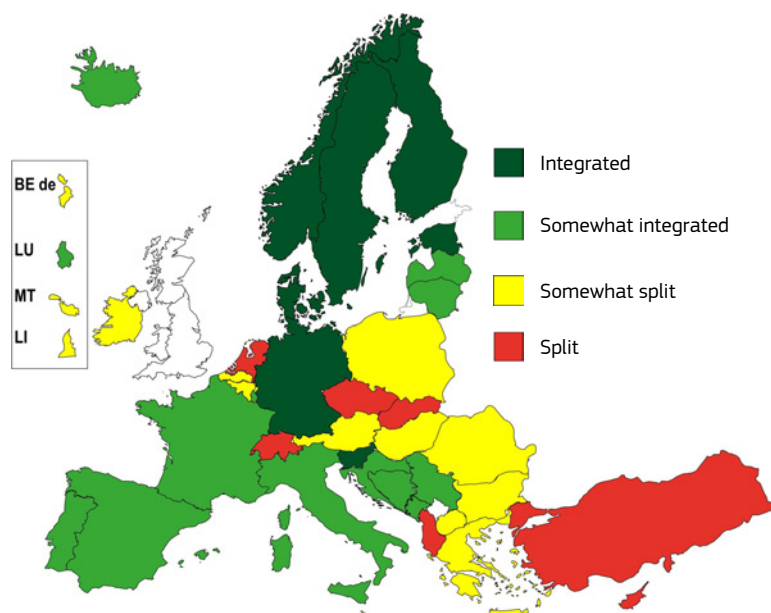 Integrated
Somewhat integrated
Somewhat split
Split
BE de
LU
MT
LI